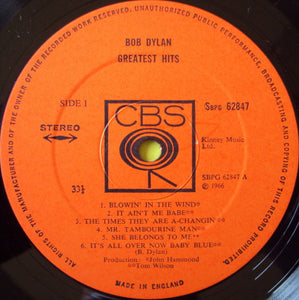 ALL RIGHTS OF THE MANUFACTURER AND OF THE OWNER OF THE RECORDED WORK RESERVED. UNAUTHORISED PUBLIC PERFORMANCE, BROADCASTING AND COPYING OF THIS RECORD PROHIBITED
BOB DYLAN
GREATEST HITS
SIDE 1
SBPG 62847
CBS
STEREO
Kinney Music
Ltd.
33⅓
SBPG 62847 A
℗ 1966
1. BLOWIN' IN THE WIND*
2. IT AIN'T ME BABE**
3. THE TIMES THEY ARE A-CHANGIN'**
4. MR. TAMBOURINE MAN**
5. SHE BELONGS TO ME**
6. IT'S ALL OVER NOW BABY BLUE**
(B. Dylan)
Production: *John Hammond
**Tom Wilson
MADE IN ENGLAND